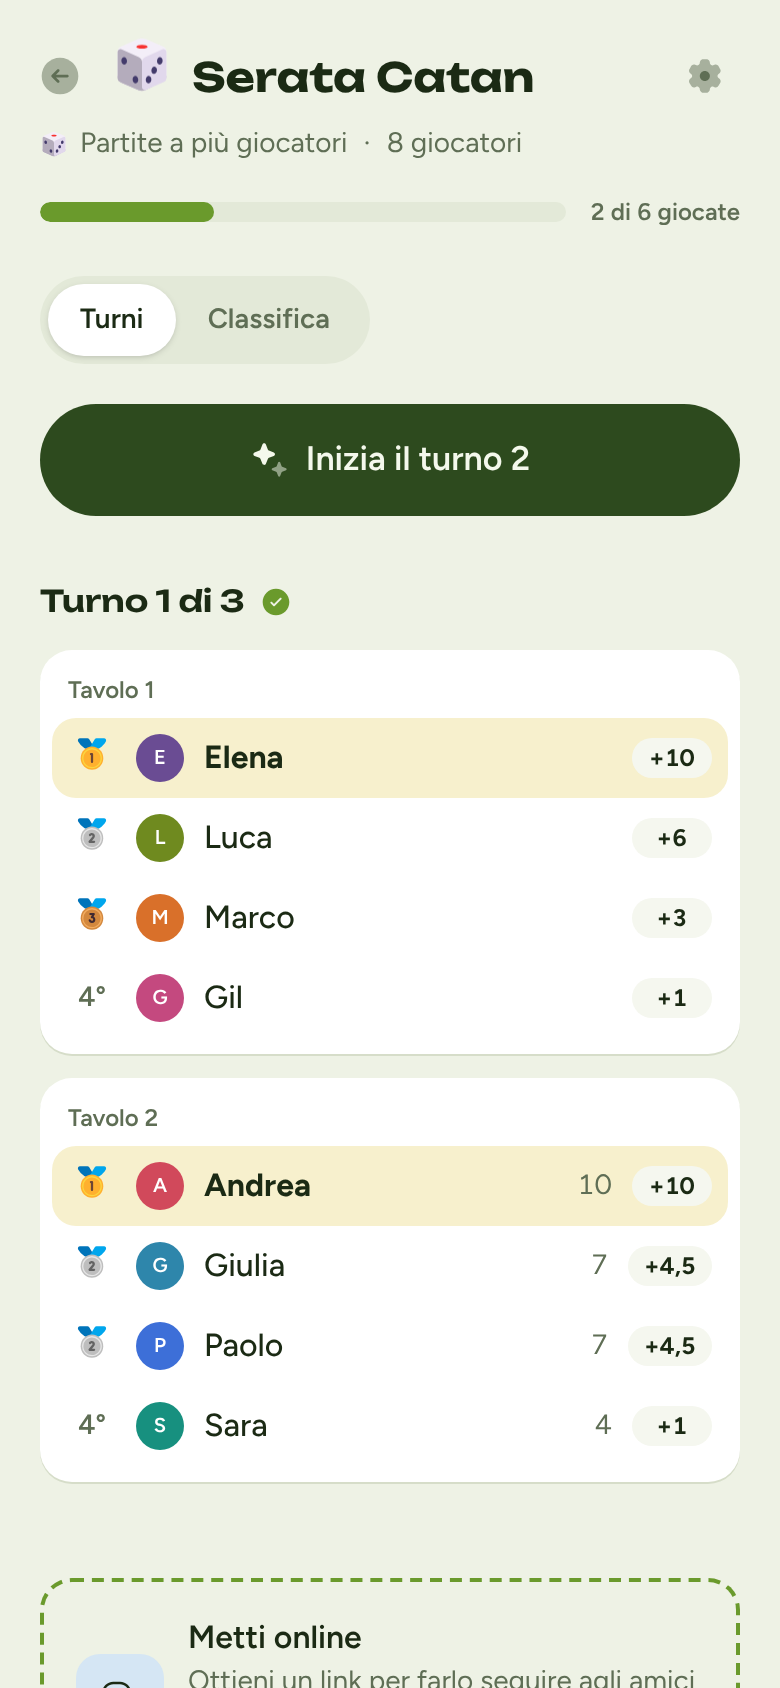 Serata Catan
Partite a più giocatori · 8 giocatori
2 di 6 giocate
Turni Classifica
Inizia il turno 2
Turno 1 di 3
Tavolo 1
1 E Elena +10
2 L Luca +6
3 M Marco +3
4° G Gil +1
Tavolo 2
1 A Andrea 10 +10
2 G Giulia 7 +4,5
2 P Paolo 7 +4,5
4° S Sara 4 +1
Metti online
Ottieni un link per farlo seguire agli amici